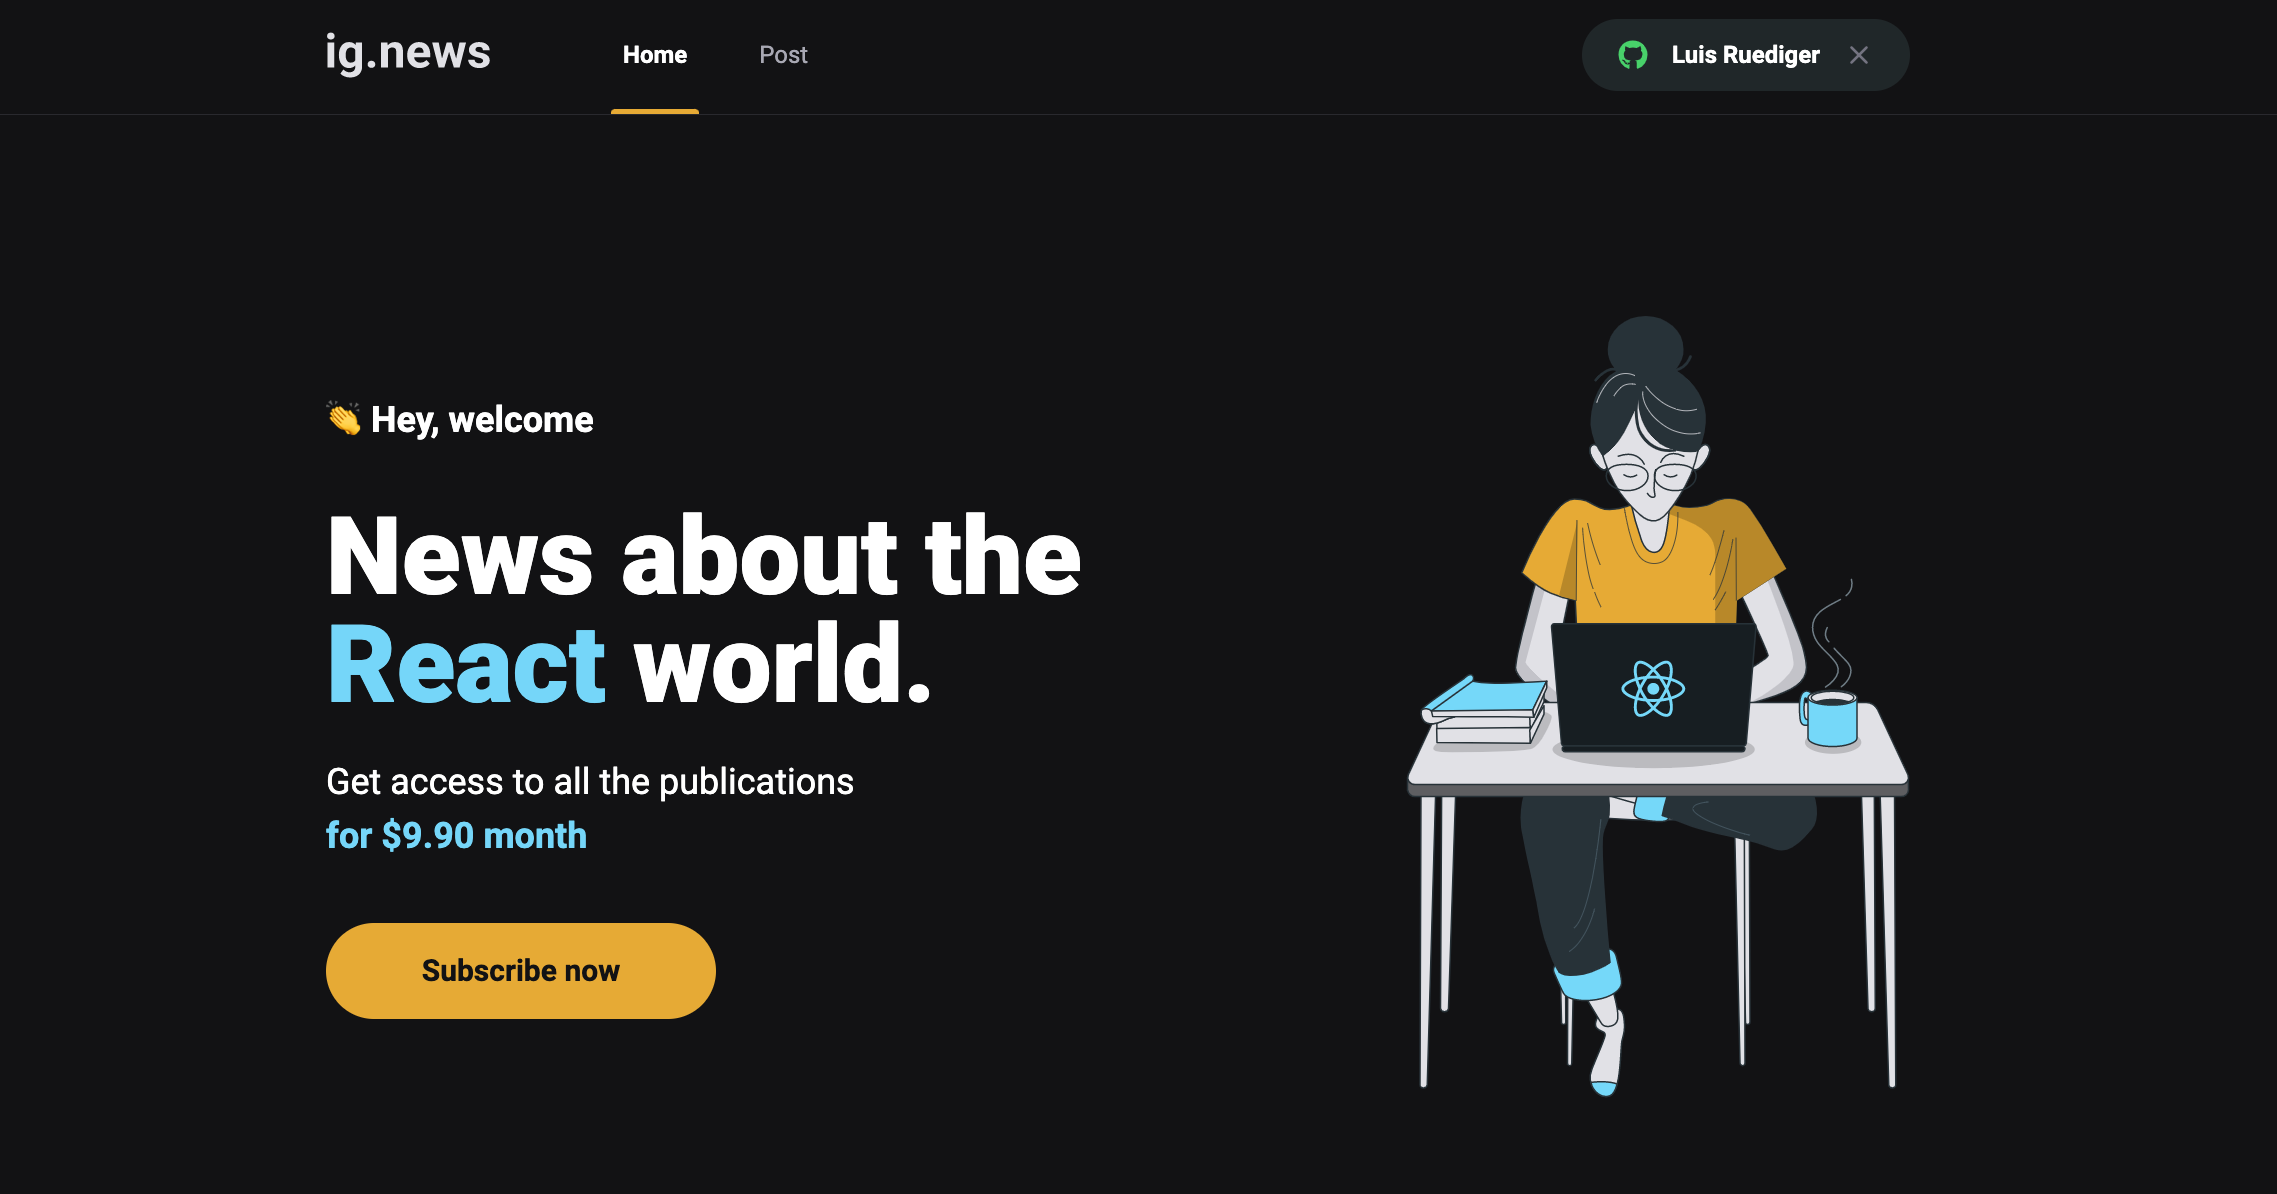 ig.news
Home
Post
Luis Ruediger
👏 Hey, welcome
News about the
React world.
Get access to all the publications
for $9.90 month
Subscribe now